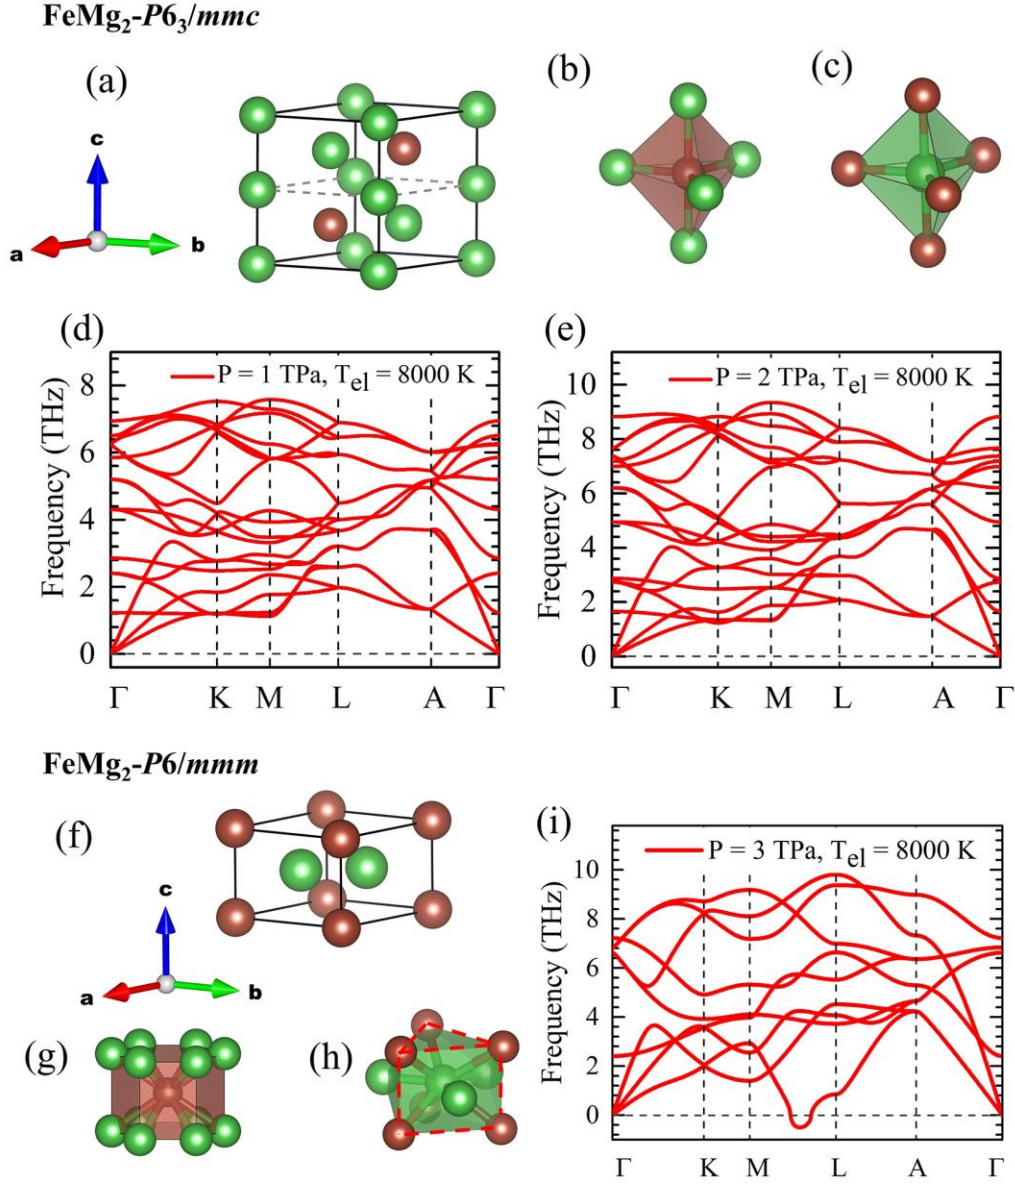 FeMg₂-P6₃/mmc
(a)
(b)
(c)
c
a
b
(d)
P = 1 TPa, Tel = 8000 K
Frequency (THz)
8
6
4
2
0
Γ K M L A Γ
(e)
P = 2 TPa, Tel = 8000 K
Frequency (THz)
10
8
6
4
2
0
Γ K M L A Γ
FeMg₂-P6/mmm
(f)
c
a
b
(g)
(h)
(i)
P = 3 TPa, Tel = 8000 K
Frequency (THz)
10
8
6
4
2
0
Γ K M L A Γ